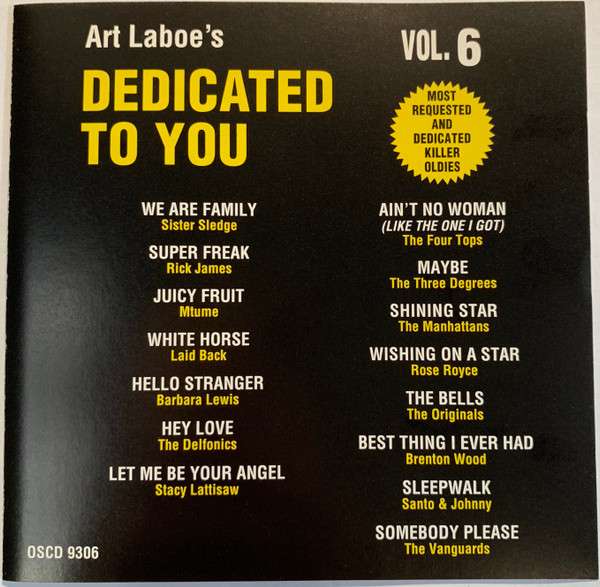 Art Laboe's
DEDICATED
TO YOU
VOL. 6
MOST
REQUESTED
AND
DEDICATED
KILLER
OLDIES
WE ARE FAMILY
Sister Sledge
SUPER FREAK
Rick James
JUICY FRUIT
Mtume
WHITE HORSE
Laid Back
HELLO STRANGER
Barbara Lewis
HEY LOVE
The Delfonics
LET ME BE YOUR ANGEL
Stacy Lattisaw
AIN'T NO WOMAN
(LIKE THE ONE I GOT)
The Four Tops
MAYBE
The Three Degrees
SHINING STAR
The Manhattans
WISHING ON A STAR
Rose Royce
THE BELLS
The Originals
BEST THING I EVER HAD
Brenton Wood
SLEEPWALK
Santo & Johnny
SOMEBODY PLEASE
The Vanguards
OSCD 9306